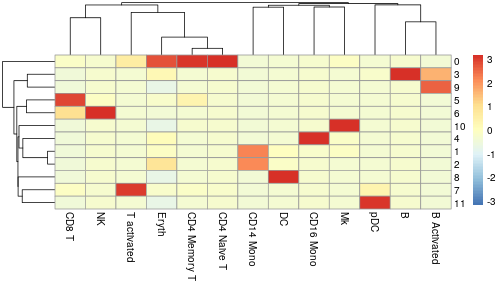 0
3
9
5
6
10
4
1
2
8
7
11
3
2
1
0
-1
-2
-3
CD8 T
NK
T activated
Eryth
CD4 Memory T
CD4 Naive T
CD14 Mono
DC
CD16 Mono
Mk
pDC
B
B Activated